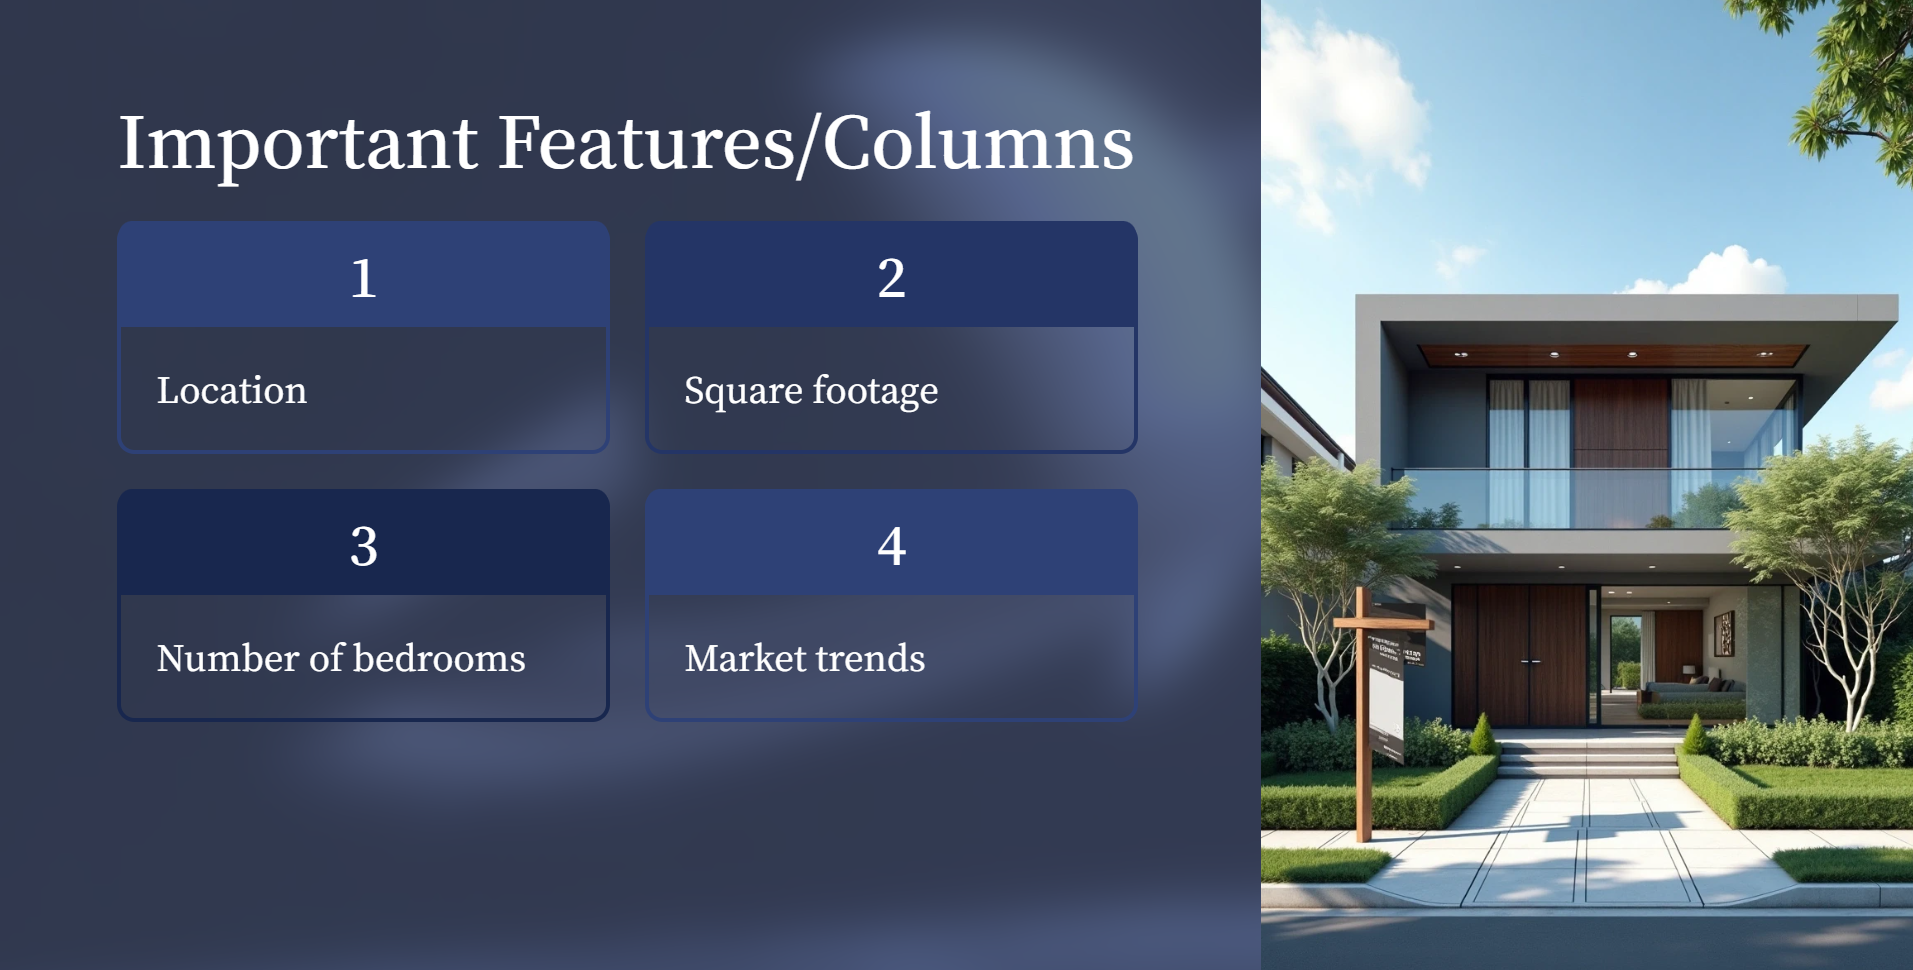 Important Features/Columns
1
Location
2
Square footage
3
Number of bedrooms
4
Market trends